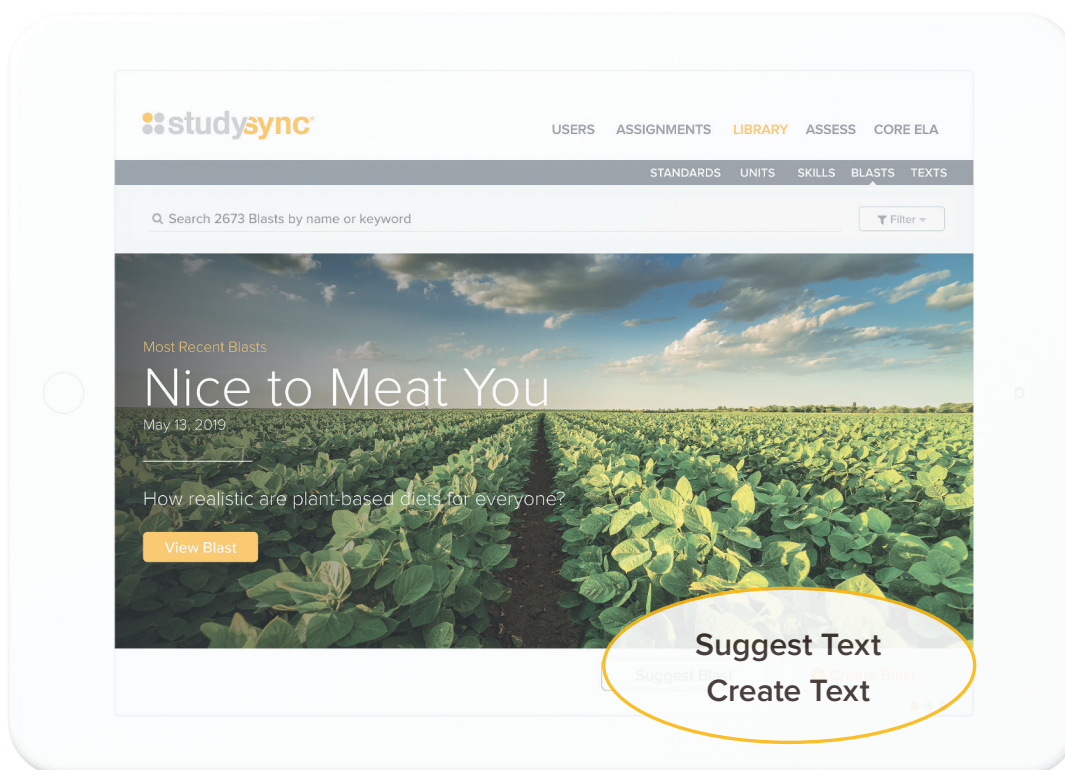 studysync®
USERS ASSIGNMENTS LIBRARY ASSESS CORE ELA
STANDARDS UNITS SKILLS BLASTS TEXTS
Search 2673 Blasts by name or keyword
Filter
Most Recent Blasts
Nice to Meat You
May 13, 2019
How realistic are plant-based diets for everyone?
View Blast
Suggest Text
Suggest Blast
Create Text